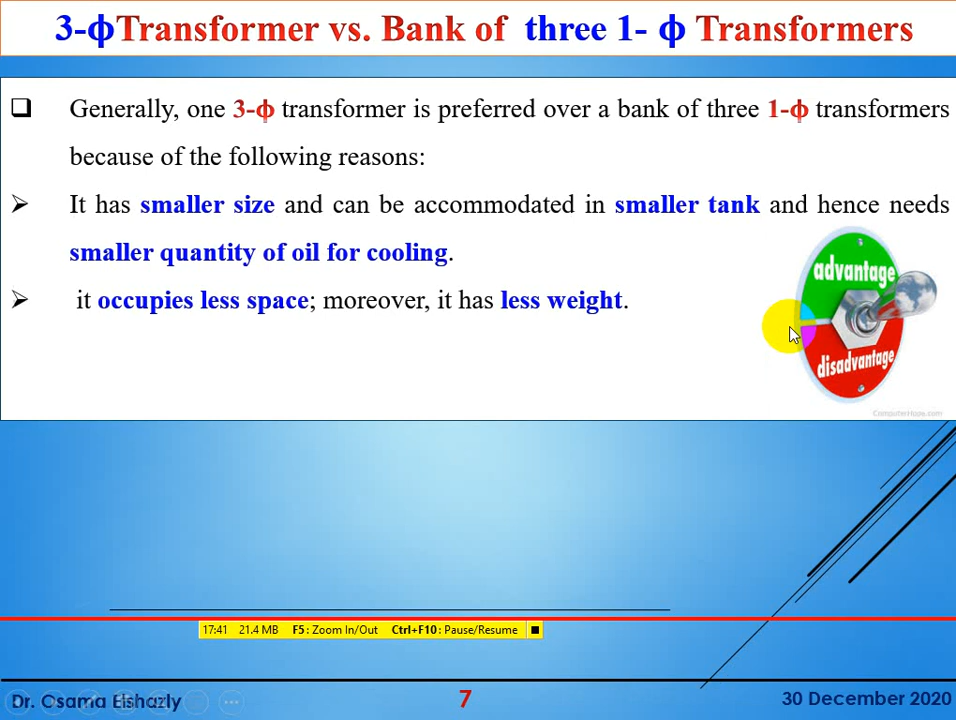 3-ϕTransformer vs. Bank of three 1- ϕ Transformers
❑ Generally, one 3-ϕ transformer is preferred over a bank of three 1-ϕ transformers
because of the following reasons:
➢ It has smaller size and can be accommodated in smaller tank and hence needs
smaller quantity of oil for cooling.
➢ it occupies less space; moreover, it has less weight.
advantage
disadvantage
ComputerHope.com
17:41 21.4 MB F5: Zoom In/Out Ctrl+F10: Pause/Resume
Dr. Osama Elshazly 7 30 December 2020